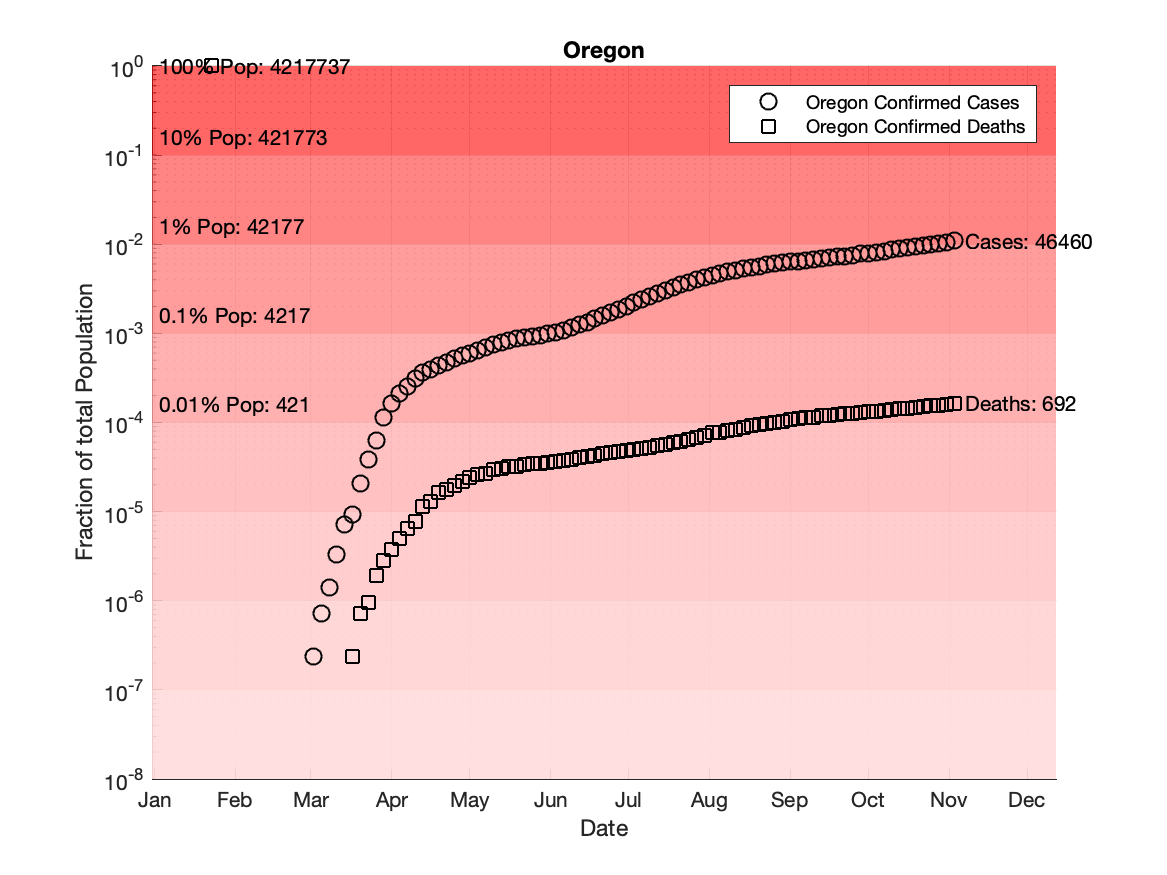 Oregon
10^0
100% Pop: 4217737
Oregon Confirmed Cases
Oregon Confirmed Deaths
10% Pop: 421773
10^-1
1% Pop: 42177
10^-2
Cases: 46460
0.1% Pop: 4217
10^-3
0.01% Pop: 421
Deaths: 692
10^-4
10^-5
10^-6
10^-7
10^-8
Fraction of total Population
Jan Feb Mar Apr May Jun Jul Aug Sep Oct Nov Dec
Date